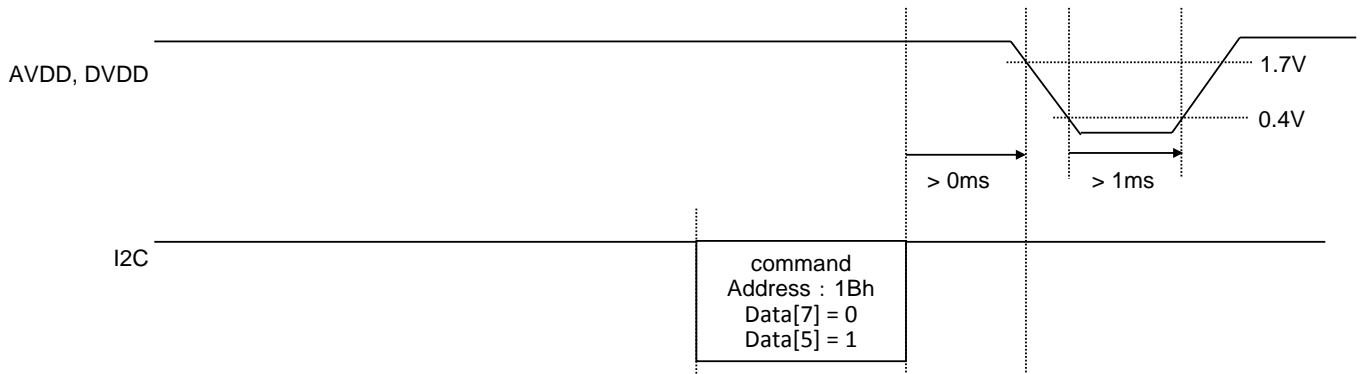 AVDD, DVDD
1.7V
0.4V
> 0ms
> 1ms
I2C
command
Address : 1Bh
Data[7] = 0
Data[5] = 1